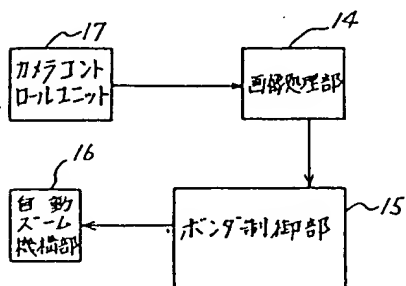 17
カメラコント
ロールユニット
14
画像処理部
16
自動
ズーム
機構部
15
ボンダ制御部